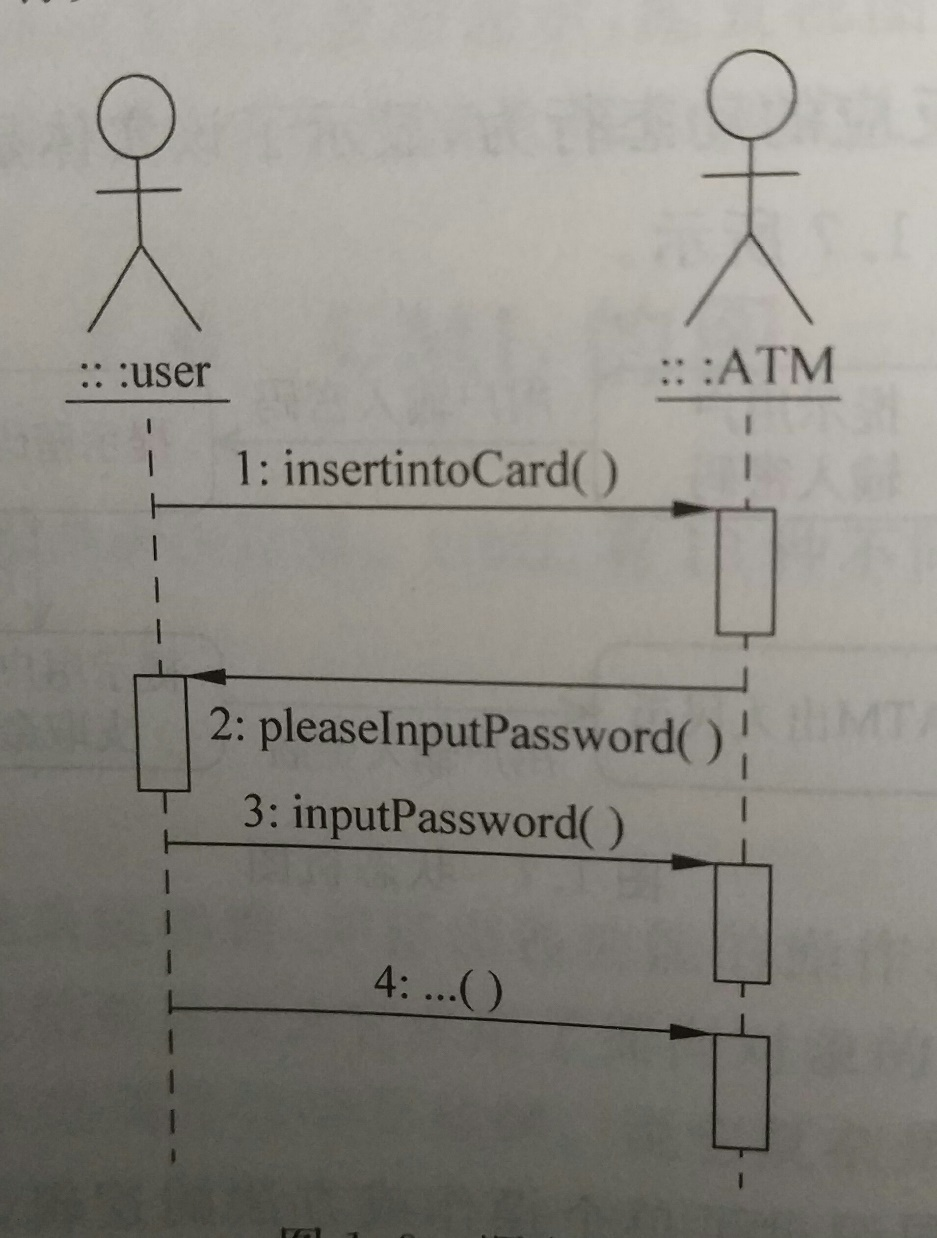 :: :user
:: :ATM
1: insertintoCard( )
2: pleaseInputPassword( )
3: inputPassword( )
4: ...( )